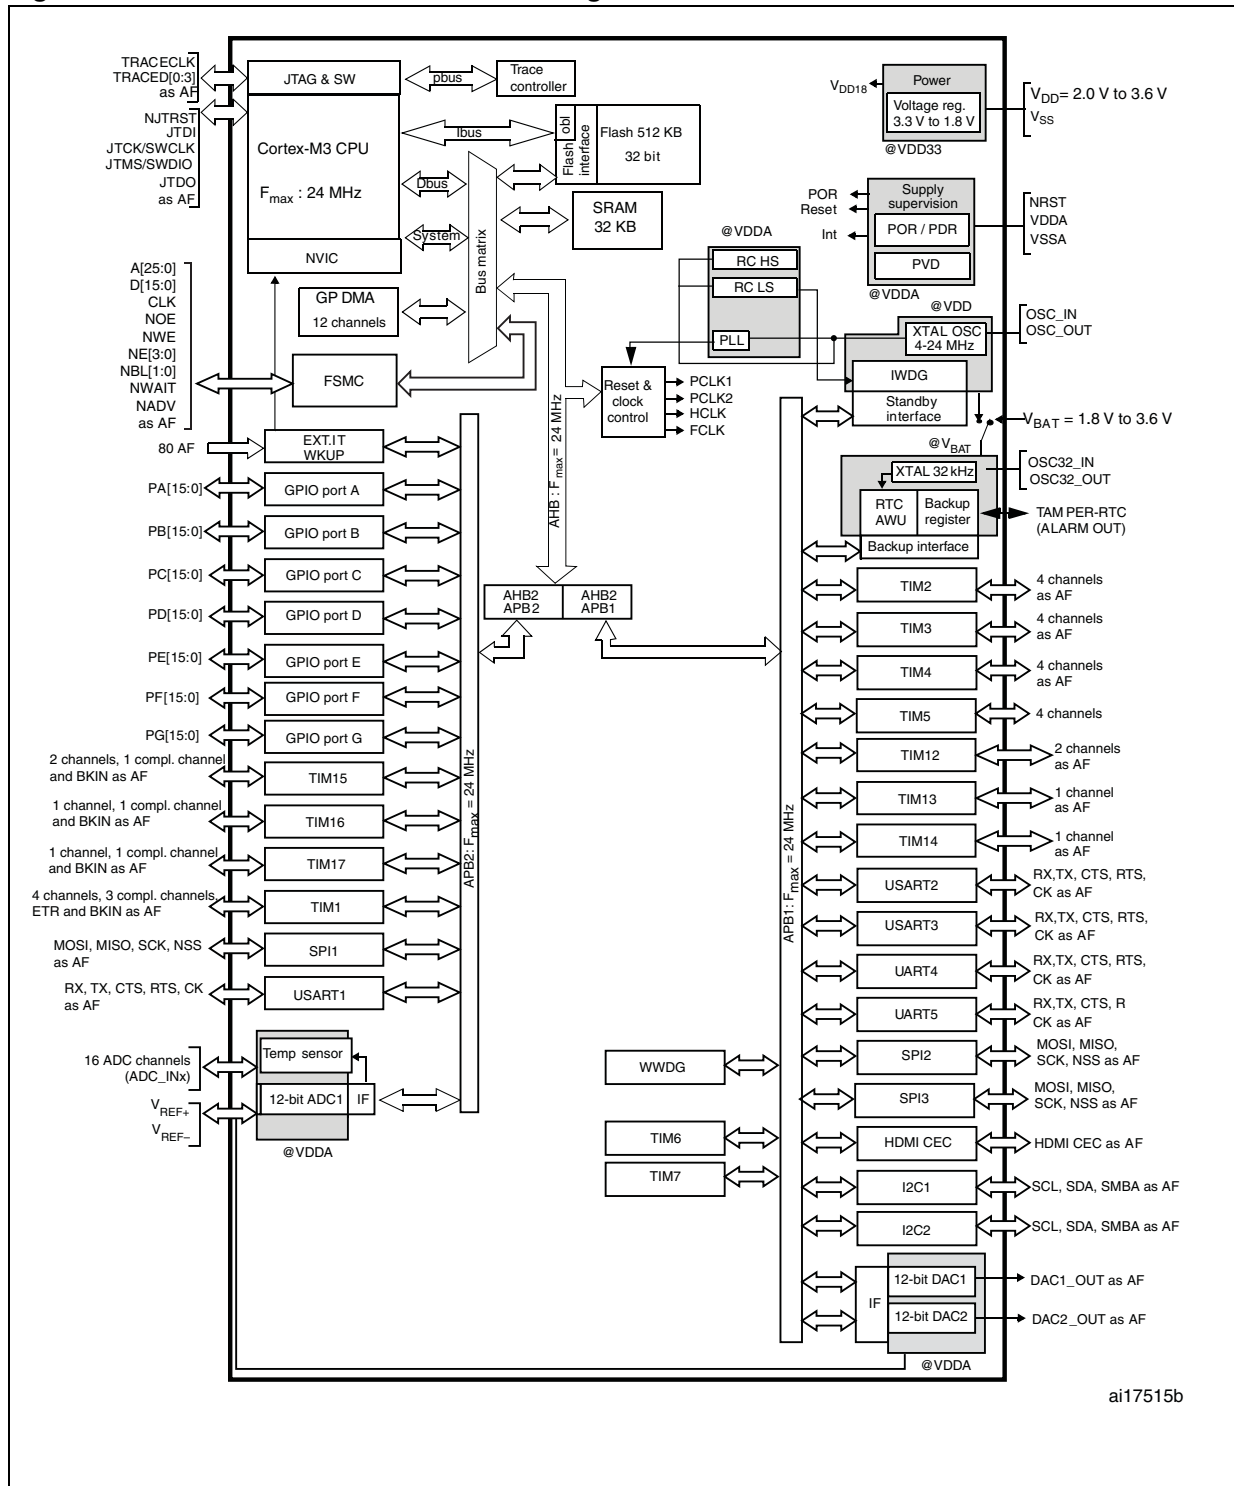 TRACECLK
TRACED[0:3]
as AF
NJTRST
JTDI
JTCK/SWCLK
JTMS/SWDIO
JTDO
as AF
JTAG & SW
pbus
Trace
controller
Cortex-M3 CPU
Fmax : 24 MHz
NVIC
Ibus
Dbus
System
Flash obl
interface
Flash 512 KB
32 bit
Bus matrix
SRAM
32 KB
GP DMA
12 channels
FSMC
A[25:0]
D[15:0]
CLK
NOE
NWE
NE[3:0]
NBL[1:0]
NWAIT
NADV
as AF
VDD18
Power
Voltage reg.
3.3 V to 1.8 V
@VDD33
VDD= 2.0 V to 3.6 V
VSS
POR
Reset
Int
Supply
supervision
POR / PDR
PVD
@VDDA
NRST
VDDA
VSSA
@VDDA
RC HS
RC LS
PLL
@VDD
XTAL OSC
4-24 MHz
IWDG
Standby
interface
OSC_IN
OSC_OUT
Reset &
clock
control
PCLK1
PCLK2
HCLK
FCLK
AHB : Fmax = 24 MHz
VBAT = 1.8 V to 3.6 V
@VBAT
XTAL 32 kHz
RTC
AWU
Backup
register
Backup interface
OSC32_IN
OSC32_OUT
TAM PER-RTC
(ALARM OUT)
80 AF
EXT.IT
WKUP
PA[15:0]
GPIO port A
PB[15:0]
GPIO port B
PC[15:0]
GPIO port C
PD[15:0]
GPIO port D
PE[15:0]
GPIO port E
PF[15:0]
GPIO port F
PG[15:0]
GPIO port G
2 channels, 1 compl. channel
and BKIN as AF
TIM15
1 channel, 1 compl. channel
and BKIN as AF
TIM16
1 channel, 1 compl. channel
and BKIN as AF
TIM17
4 channels, 3 compl. channels,
ETR and BKIN as AF
TIM1
MOSI, MISO, SCK, NSS
as AF
SPI1
RX, TX, CTS, RTS, CK
as AF
USART1
16 ADC channels
(ADC_INx)
VREF+
VREF–
Temp sensor
12-bit ADC1
IF
@VDDA
APB2: Fmax = 24 MHz
AHB2
APB2
AHB2
APB1
APB1: Fmax = 24 MHz
WWDG
TIM6
TIM7
TIM2
4 channels
as AF
TIM3
4 channels
as AF
TIM4
4 channels
as AF
TIM5
4 channels
TIM12
2 channels
as AF
TIM13
1 channel
as AF
TIM14
1 channel
as AF
USART2
RX,TX, CTS, RTS,
CK as AF
USART3
RX,TX, CTS, RTS,
CK as AF
UART4
RX,TX, CTS, RTS,
CK as AF
UART5
RX,TX, CTS, R
CK as AF
SPI2
MOSI, MISO,
SCK, NSS as AF
SPI3
MOSI, MISO,
SCK, NSS as AF
HDMI CEC
HDMI CEC as AF
I2C1
SCL, SDA, SMBA as AF
I2C2
SCL, SDA, SMBA as AF
IF
12-bit DAC1
DAC1_OUT as AF
12-bit DAC2
DAC2_OUT as AF
@VDDA
ai17515b